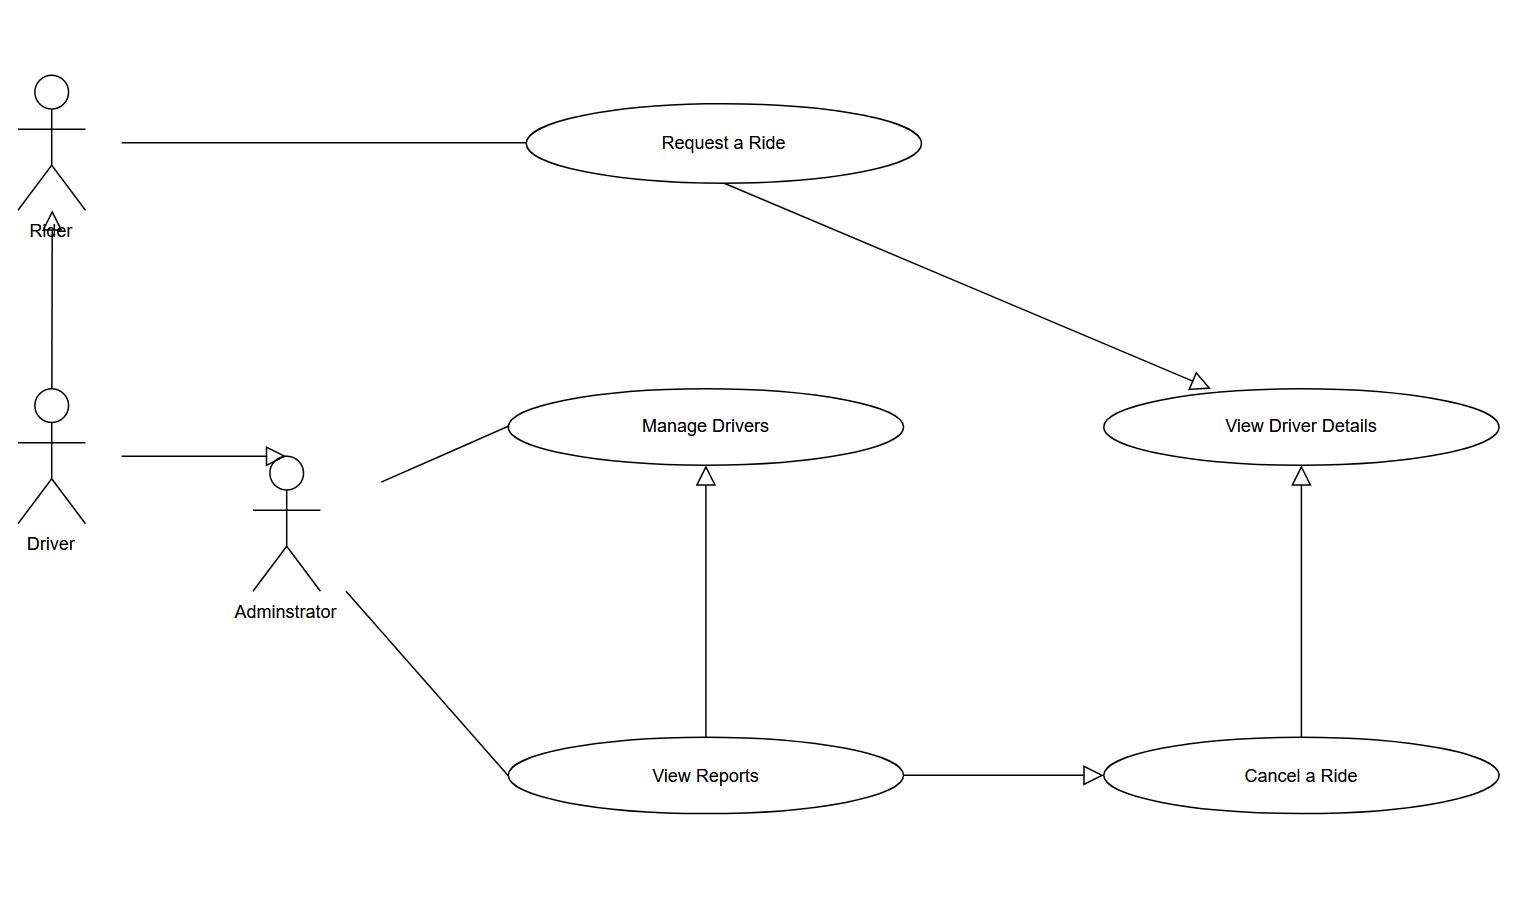 Request a Ride
Rider
Manage Drivers
View Driver Details
Driver
Adminstrator
View Reports
Cancel a Ride